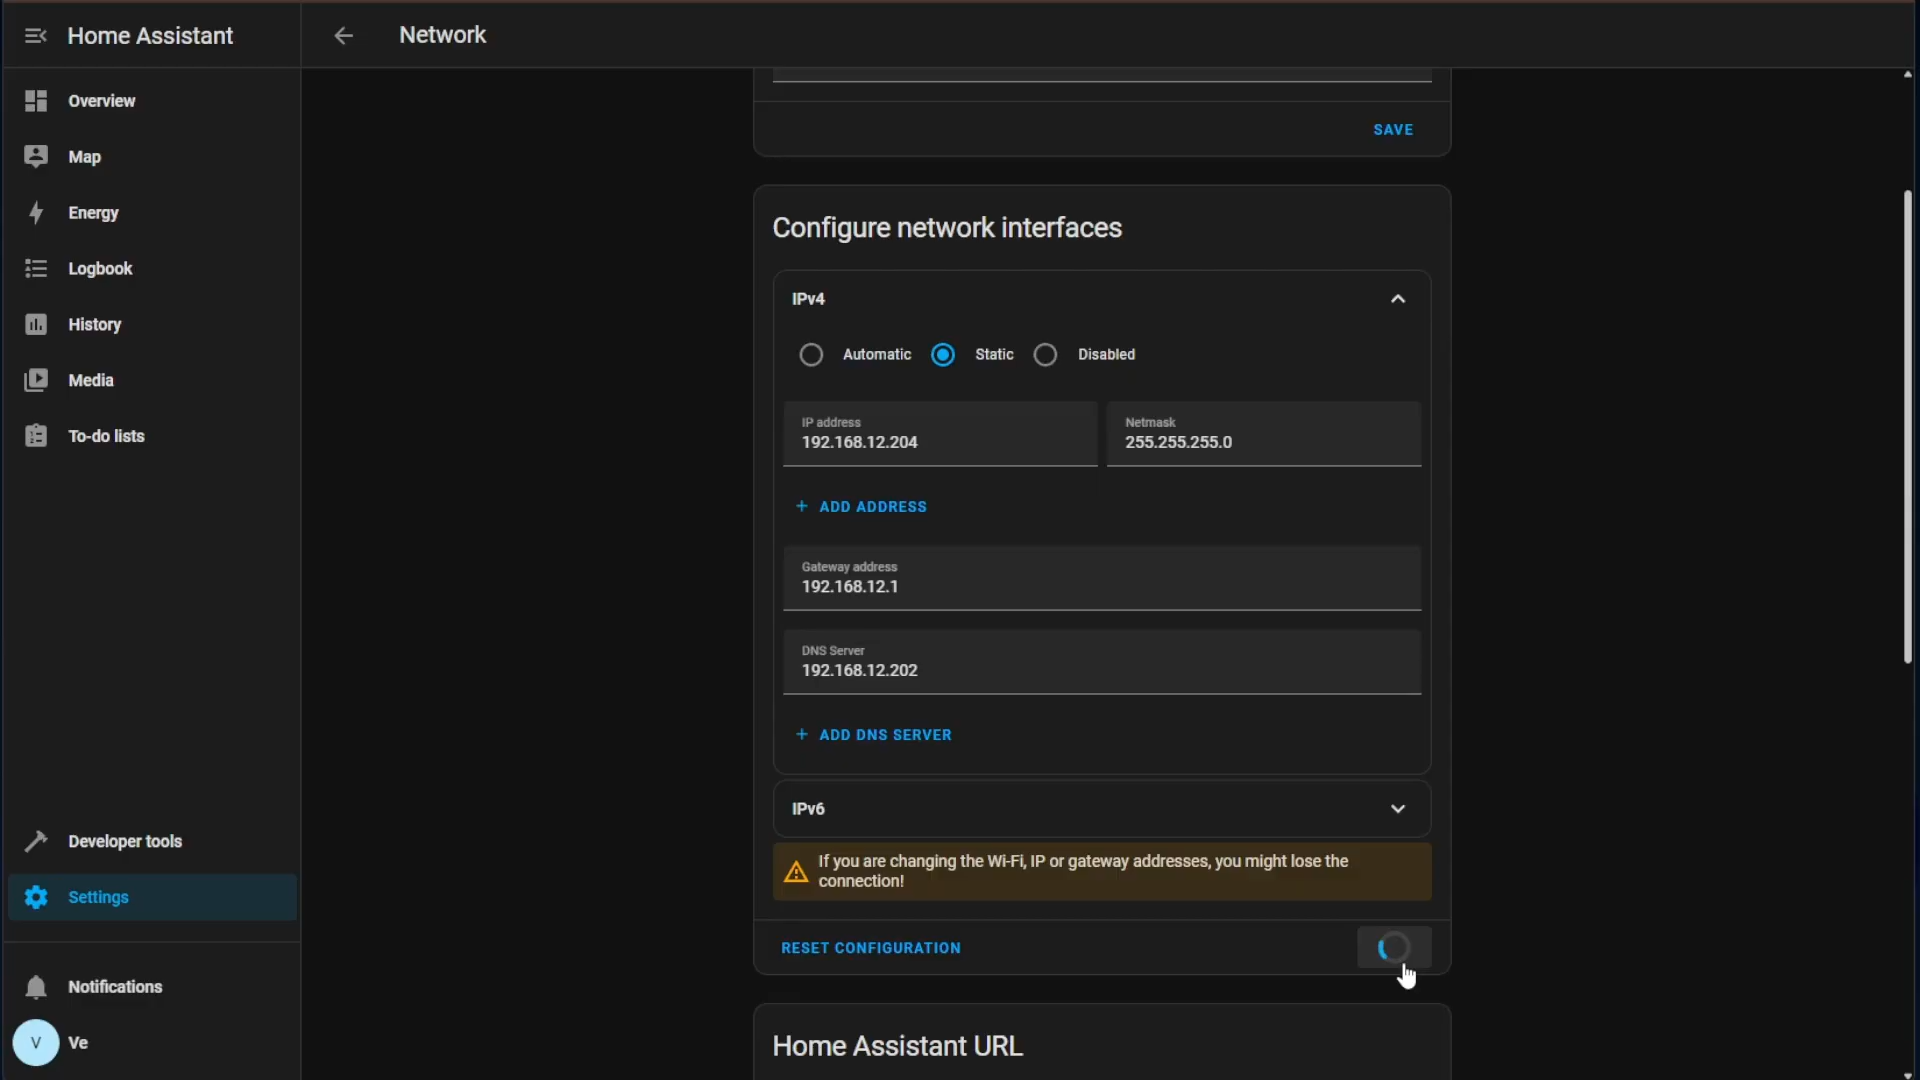 Home Assistant
Network
Overview
Map
Energy
Logbook
History
Media
To-do lists
Developer tools
Settings
Notifications
V
Ve
SAVE
Configure network interfaces
IPv4
Automatic
Static
Disabled
IP address
192.168.12.204
Netmask
255.255.255.0
+ ADD ADDRESS
Gateway address
192.168.12.1
DNS Server
192.168.12.202
+ ADD DNS SERVER
IPv6
If you are changing the Wi-Fi, IP or gateway addresses, you might lose the
connection!
RESET CONFIGURATION
Home Assistant URL